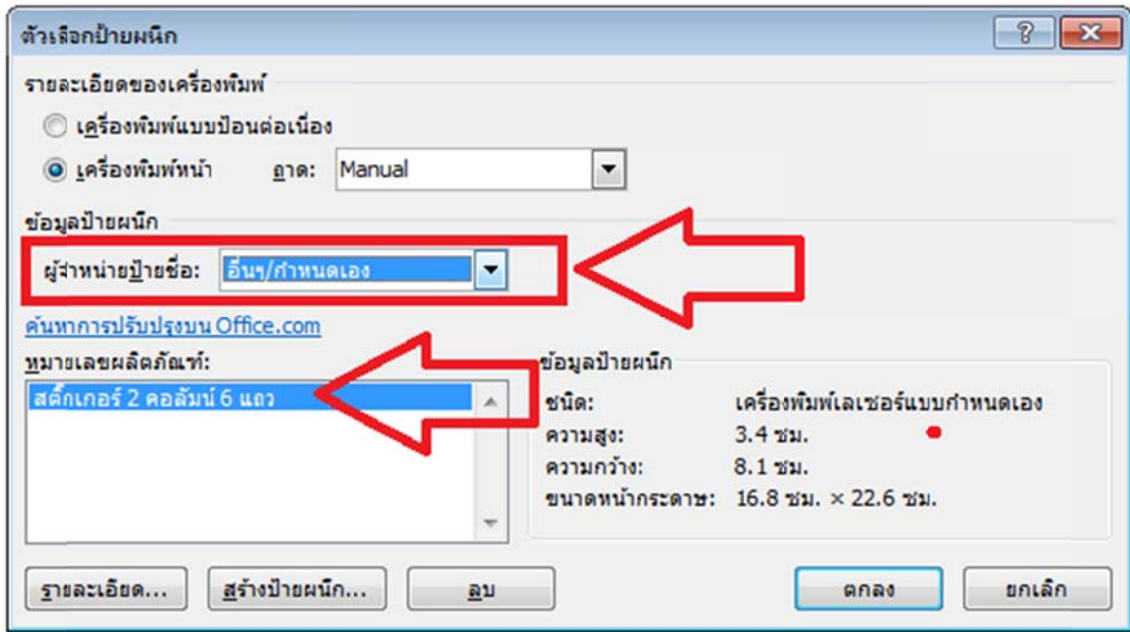 ตัวเลือกป้ายผนึก
รายละเอียดของเครื่องพิมพ์
เครื่องพิมพ์แบบป้อนต่อเนื่อง
เครื่องพิมพ์หน้า ถาด: Manual
ข้อมูลป้ายผนึก
ผู้จำหน่ายป้ายชื่อ: อื่นๆ/กำหนดเอง
ค้นหาการปรับปรุงบน Office.com
หมายเลขผลิตภัณฑ์:
สติ๊กเกอร์ 2 คอลัมน์ 6 แถว
ข้อมูลป้ายผนึก
ชนิด: เครื่องพิมพ์เลเซอร์แบบกำหนดเอง
ความสูง: 3.4 ซม.
ความกว้าง: 8.1 ซม.
ขนาดหน้ากระดาษ: 16.8 ซม. × 22.6 ซม.
รายละเอียด... สร้างป้ายผนึก... ลบ ตกลง ยกเลิก